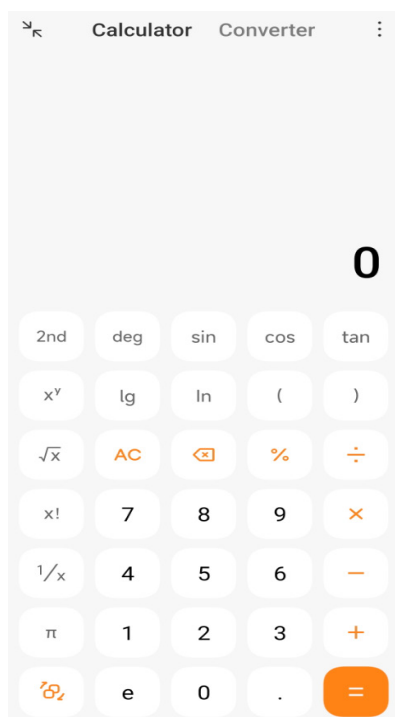 Calculator Converter
0
2nd deg sin cos tan
xʸ lg ln ( )
√x AC % ÷
x! 7 8 9 ×
1/x 4 5 6 −
π 1 2 3 +
e 0 . =